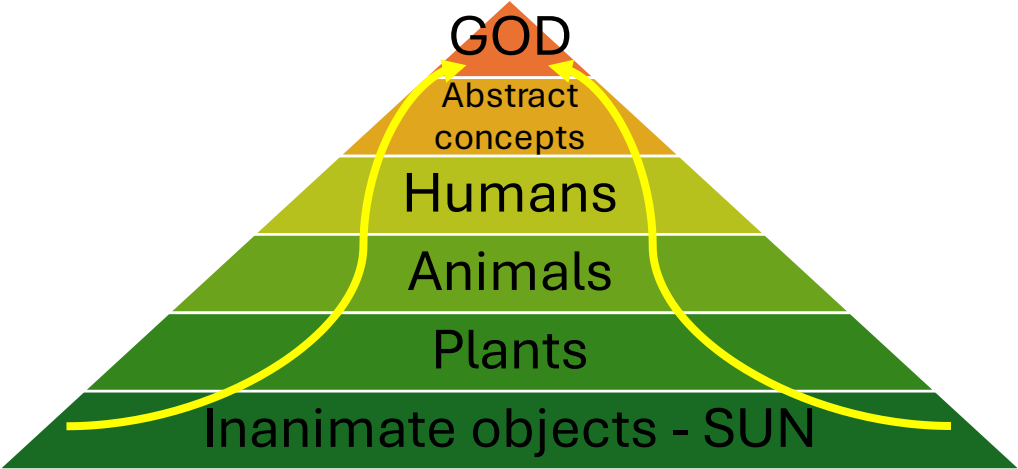 GOD
Abstract
concepts
Humans
Animals
Plants
Inanimate objects - SUN